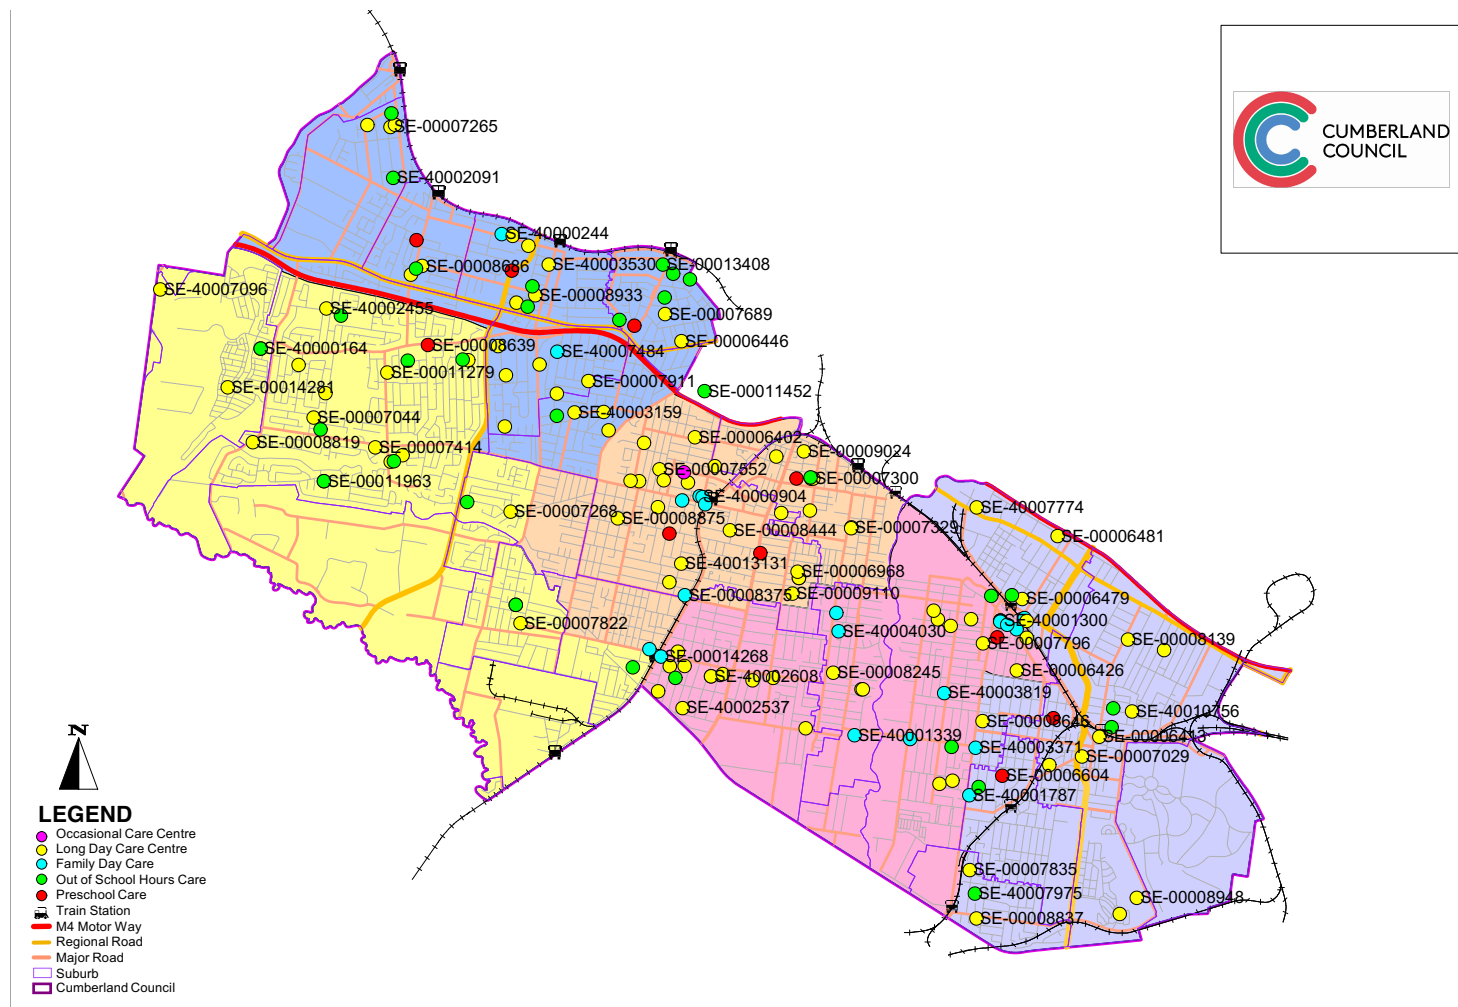 CUMBERLAND
COUNCIL
SE-00007265
SE-40002091
SE-40000244
SE-00008686
SE-40003530
SE-00013408
SE-40007096
SE-00008933
SE-40002455
SE-00007689
SE-00006446
SE-40000164
SE-00008639
SE-40007484
SE-00011279
SE-00007911
SE-00014281
SE-00011452
SE-00007044
SE-40003159
SE-00008819
SE-00007414
SE-00006402
SE-00009024
SE-00007552
SE-00007300
SE-00011963
SE-40000904
SE-40007774
SE-00007268
SE-00008875
SE-00008444
SE-00007329
SE-00006481
SE-40013131
SE-00006968
SE-00008375
SE-00009110
SE-00006479
SE-00007822
SE-40004030
SE-40001300
SE-00007796
SE-00008139
SE-00014268
SE-00008245
SE-00006426
SE-40002608
SE-40003819
SE-40002537
SE-00008646
SE-40010756
SE-40001339
SE-40003371
SE-00006413
SE-00007029
SE-00006604
SE-40001787
SE-00007835
SE-40007975
SE-00008948
SE-00008837
N
LEGEND
Occasional Care Centre
Long Day Care Centre
Family Day Care
Out of School Hours Care
Preschool Care
Train Station
M4 Motor Way
Regional Road
Major Road
Suburb
Cumberland Council